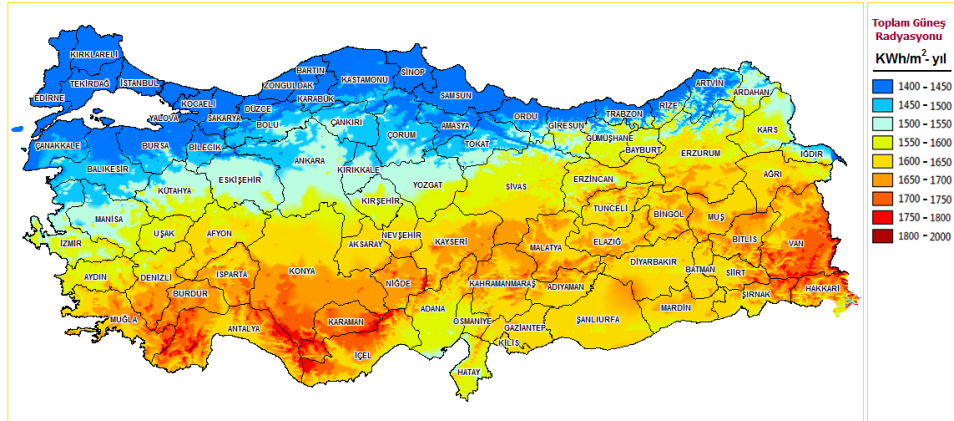 Toplam Güneş
Radyasyonu
KWh/m²- yıl
1400 - 1450
1450 - 1500
1500 - 1550
1550 - 1600
1600 - 1650
1650 - 1700
1700 - 1750
1750 - 1800
1800 - 2000
KIRKLARELİ
TEKİRDAĞ
İSTANBUL
EDİRNE
KOCAELİ
YALOVA
SAKARYA
DÜZCE
ZONGULDAK
BARTIN
KARABÜK
KASTAMONU
SİNOP
SAMSUN
BOLU
ÇANKIRI
ÇORUM
AMASYA
ORDU
TOKAT
GİRESUN
TRABZON
RİZE
ARTVİN
ARDAHAN
GÜMÜŞHANE
BAYBURT
KARS
ERZURUM
IĞDIR
AĞRI
ÇANAKKALE
BALIKESİR
BURSA
BİLECİK
ESKİŞEHİR
ANKARA
KIRIKKALE
KÜTAHYA
YOZGAT
KIRŞEHİR
SİVAS
ERZİNCAN
TUNCELİ
BİNGÖL
MUŞ
BİTLİS
VAN
MANİSA
İZMİR
UŞAK
AFYON
AKSARAY
NEVŞEHİR
KAYSERİ
MALATYA
ELAZIĞ
DİYARBAKIR
BATMAN
SİİRT
ŞIRNAK
HAKKARİ
AYDIN
DENİZLİ
ISPARTA
BURDUR
KONYA
NİĞDE
KAHRAMANMARAŞ
ADIYAMAN
MARDİN
ŞANLIURFA
MUĞLA
ANTALYA
KARAMAN
İÇEL
ADANA
OSMANİYE
GAZİANTEP
KİLİS
HATAY